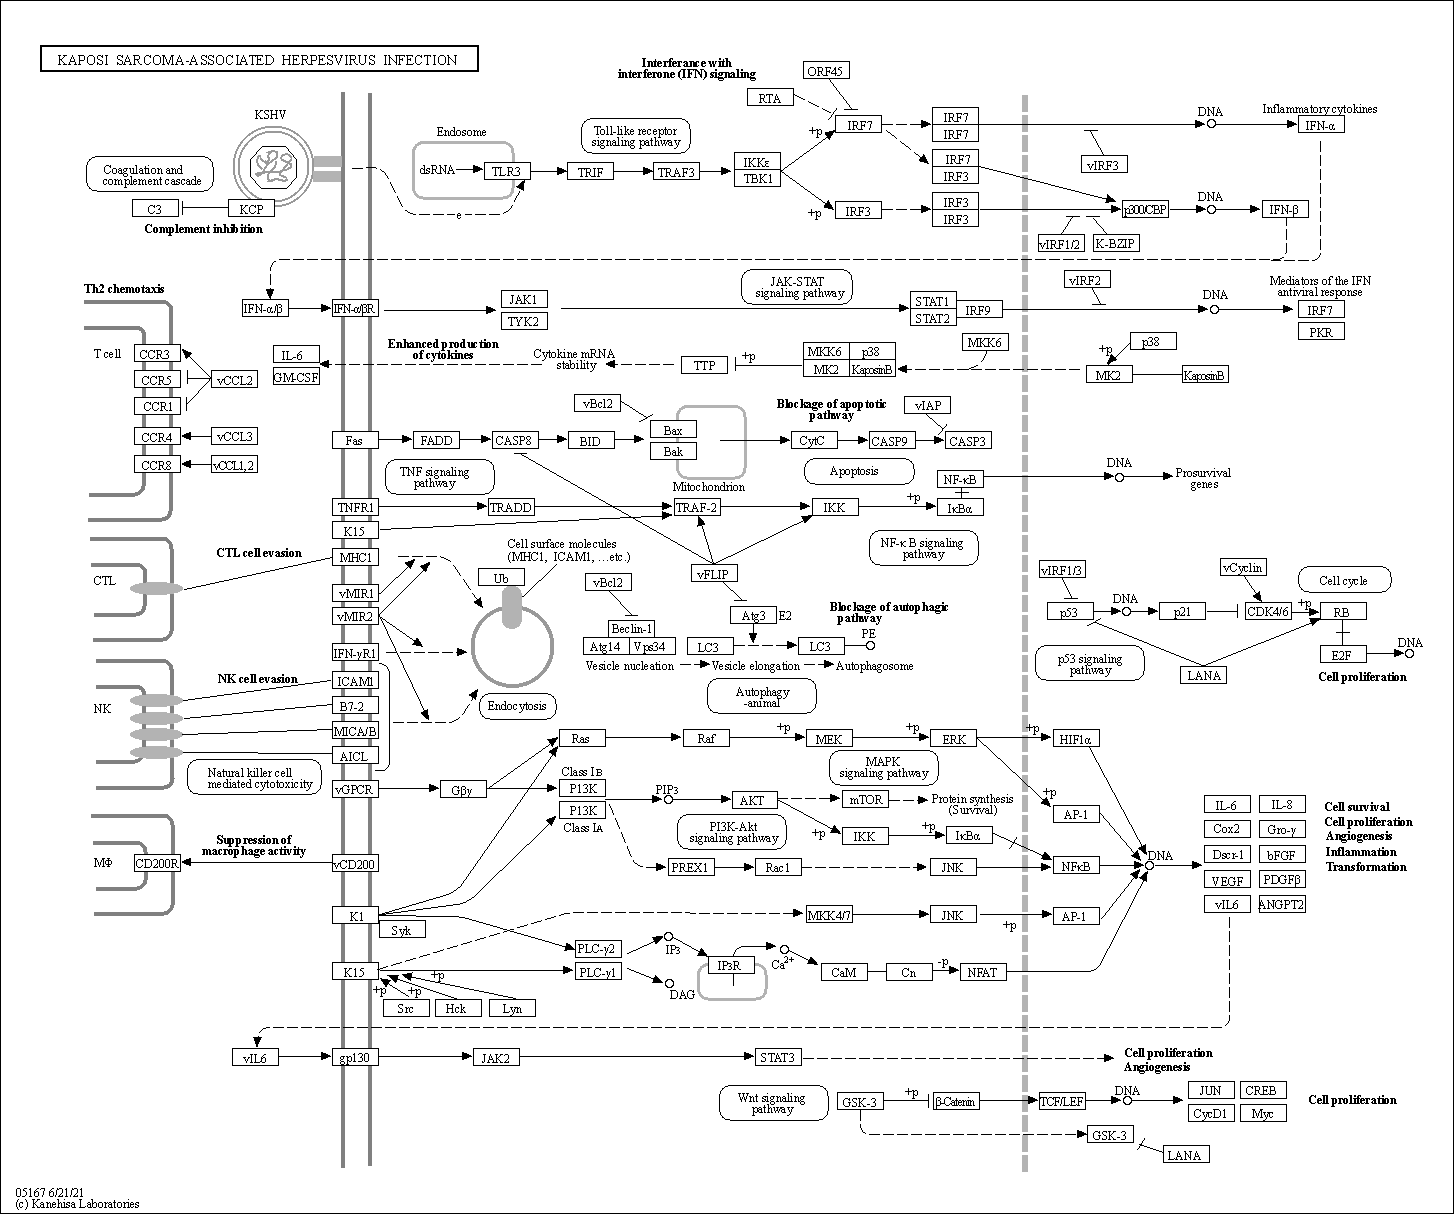 KAPOSI SARCOMA-ASSOCIATED HERPESVIRUS INFECTION
Interferance with
interferone (IFN) signaling
ORF45
RTA
KSHV
Endosome
Toll-like receptor
signaling pathway
+p
IRF7
IRF7
IRF7
DNA
Inflammatory cytokines
IFN-α
vIRF3
Coagulation and
complement cascade
dsRNA
TLR3
TRIF
TRAF3
IKKε
TBK1
IRF7
IRF3
C3
KCP
e
+p
IRF3
IRF3
IRF3
p300/CBP
DNA
IFN-β
Complement inhibition
vIRF1/2
K-BZIP
Th2 chemotaxis
JAK-STAT
signaling pathway
vIRF2
Mediators of the IFN
antiviral response
IFN-α/β
IFN-α/βR
JAK1
TYK2
STAT1
STAT2
IRF9
DNA
IRF7
PKR
T cell
CCR3
CCR5
CCR1
CCR4
CCR8
vCCL2
vCCL3
vCCL1,2
IL-6
GM-CSF
Enhanced production
of cytokines
Cytokine mRNA
stability
TTP
+p
MKK6
p38
MK2
KaposinB
MKK6
+p
p38
MK2
KaposinB
vBcl2
Blockage of apoptotic
pathway
vIAP
Fas
FADD
CASP8
BID
Bax
Bak
CytC
CASP9
CASP3
TNF signaling
pathway
Mitochondrion
Apoptosis
NF-κB
DNA
Prosurvival
genes
TNFR1
TRADD
TRAF-2
IKK
+p
IκBα
K15
CTL cell evasion
MHC1
Cell surface molecules
(MHC1, ICAM1, ...etc.)
NF-κ B signaling
pathway
CTL
vMIR1
vMIR2
Ub
vBcl2
vFLIP
vIRF1/3
vCyclin
Cell cycle
Blockage of autophagic
pathway
Atg3
E2
PE
p53
DNA
p21
CDK4/6
+p
RB
Beclin-1
Atg14
Vps34
LC3
LC3
IFN-γR1
Vesicle nucleation
Vesicle elongation
Autophagosome
p53 signaling
pathway
LANA
E2F
DNA
Cell proliferation
NK cell evasion
NK
ICAM1
B7-2
MICA/B
AICL
Endocytosis
Autophagy
-animal
Ras
Raf
+p
MEK
+p
ERK
+p
HIF1α
MAPK
signaling pathway
Natural killer cell
mediated cytotoxicity
vGPCR
Gβγ
Class IB
P13K
P13K
Class IA
PIP3
AKT
mTOR
Protein synthesis
(Survival)
+p
AP-1
PI3K-Akt
signaling pathway
+p
IKK
+p
IκBα
PREX1
Rac1
JNK
NFκB
DNA
IL-6
IL-8
Cox2
Gro-γ
Dscr-1
bFGF
VEGF
PDGFβ
vIL6
ANGPT2
Cell survival
Cell proliferation
Angiogenesis
Inflammation
Transformation
MΦ
CD200R
Suppression of
macrophage activity
vCD200
K1
Syk
MKK4/7
JNK
+p
AP-1
K15
PLC-γ2
PLC-γ1
IP3
DAG
IP3R
Ca2+
CaM
Cn
-p
NFAT
+p
+p
+p
Src
Hck
Lyn
vIL6
gp130
JAK2
STAT3
Cell proliferation
Angiogenesis
Wnt signaling
pathway
GSK-3
+p
β-Catenin
TCF/LEF
DNA
JUN
CREB
CycD1
Myc
Cell proliferation
GSK-3
LANA
05167 6/21/21
(c) Kanehisa Laboratories